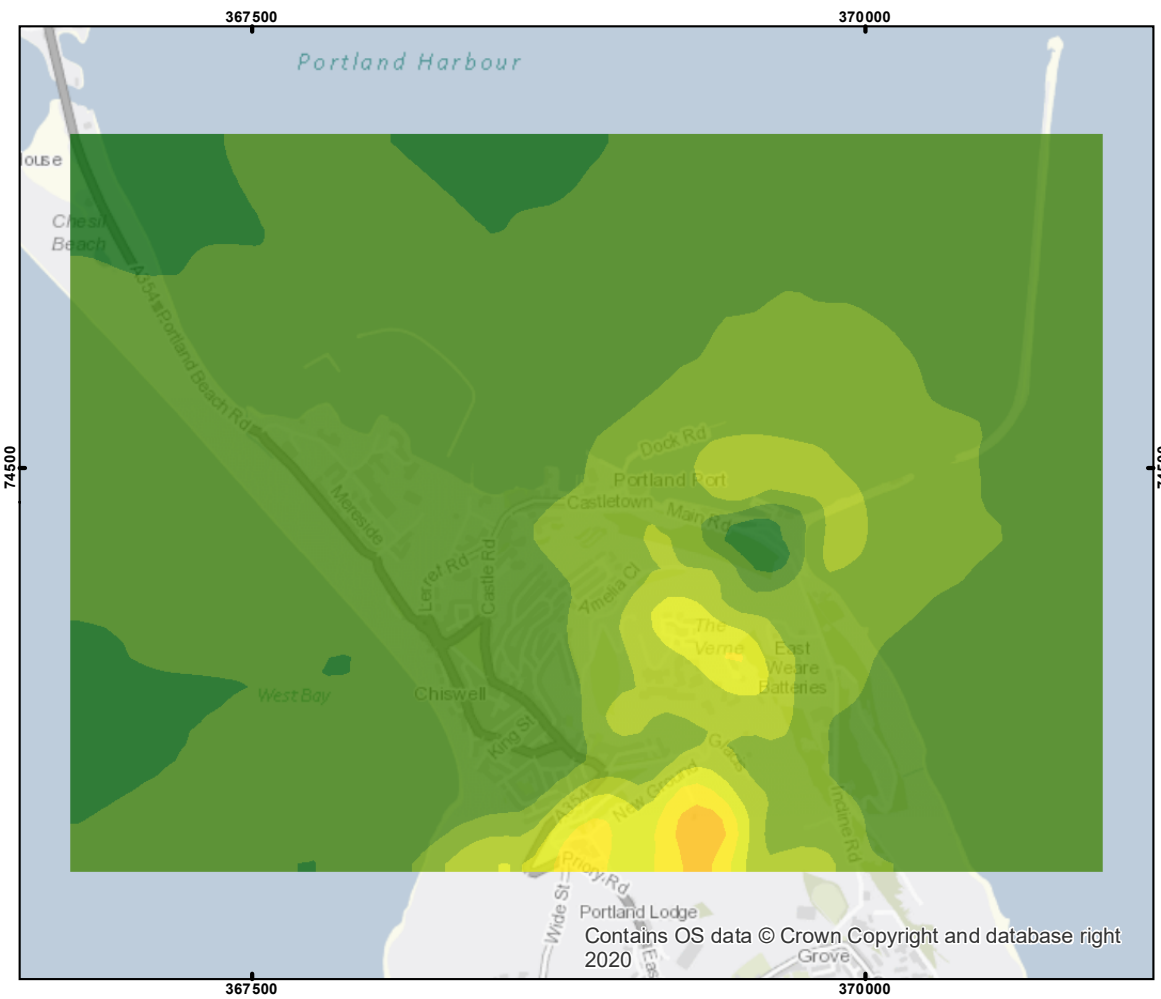 367500
370000
Portland Harbour
ouse
Chesil
Beach
A354
Portland Beach Rd
Dock Rd
Portland Port
74500
Castletown
Main Rd
Mereside
Castle Rd
Lerret Rd
Amelia Cl
The
Verne
East
Weare
Batteries
West Bay
Chiswell
King St
Glacis
New Ground
A354
Incline Rd
Priory Rd
Wide St
Portland Lodge
Contains OS data © Crown Copyright and database right
2020
Grove
367500
370000